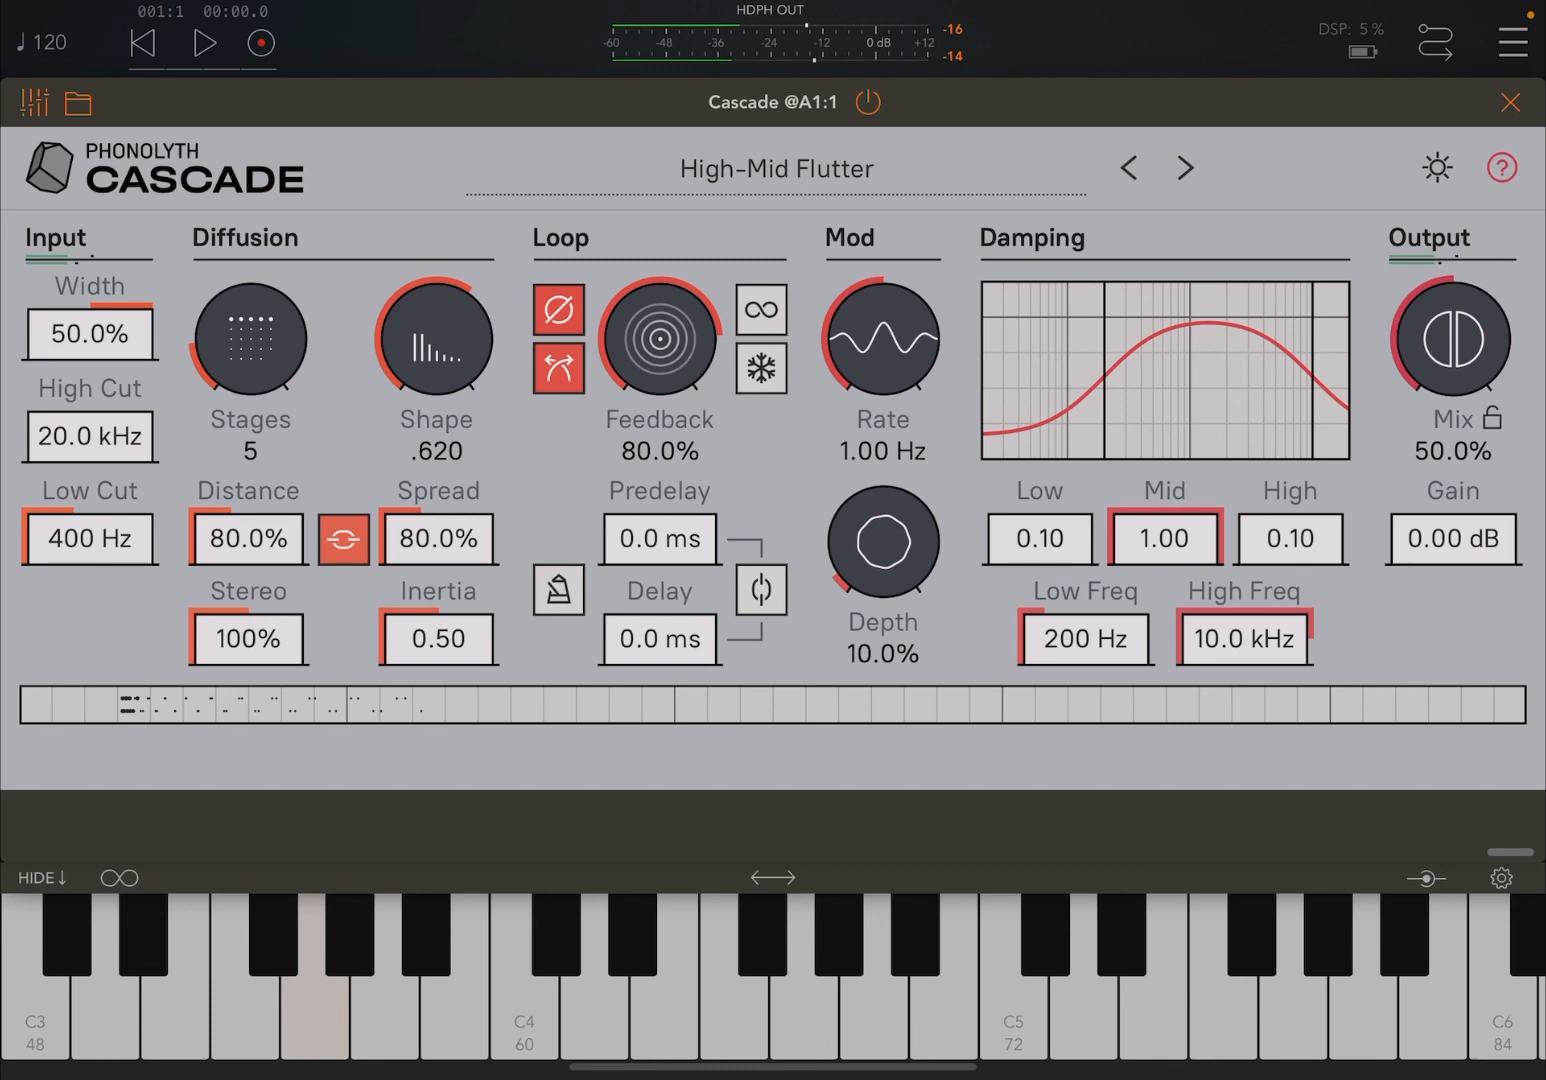 001:1 00:00.0
HDPH OUT
♩ 120
-60 -48 -36 -24 -12 0 dB +12
-16
-14
DSP: 5 %
Cascade @A1:1
PHONOLYTH
CASCADE
High-Mid Flutter
?
Input
Diffusion
Loop
Mod
Damping
Output
Width
50.0%
High Cut
20.0 kHz
Low Cut
400 Hz
Stages
5
Shape
.620
Distance
80.0%
Spread
80.0%
Stereo
100%
Inertia
0.50
Feedback
80.0%
Predelay
0.0 ms
Delay
0.0 ms
Rate
1.00 Hz
Depth
10.0%
Low
0.10
Mid
1.00
High
0.10
Low Freq
200 Hz
High Freq
10.0 kHz
Mix
50.0%
Gain
0.00 dB
HIDE↓
C3
48
C4
60
C5
72
C6
84